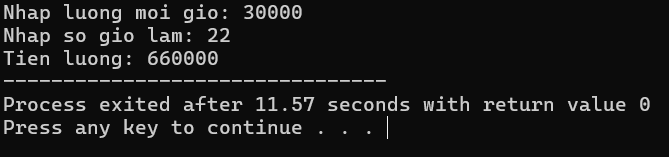 Nhap luong moi gio: 30000
Nhap so gio lam: 22
Tien luong: 660000
--------------------------------
Process exited after 11.57 seconds with return value 0
Press any key to continue . . .